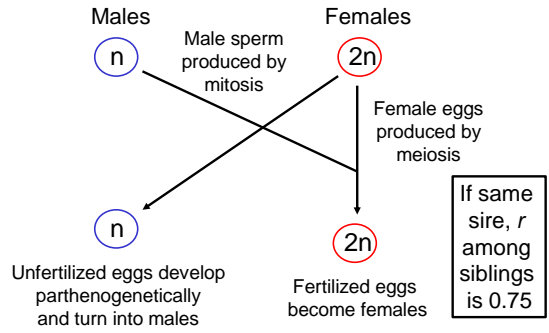 Males
Females
n
Male sperm
produced by
mitosis
2n
Female eggs
produced by
meiosis
If same
sire, r
among
siblings
is 0.75
n
2n
Unfertilized eggs develop
parthenogenetically
and turn into males
Fertilized eggs
become females